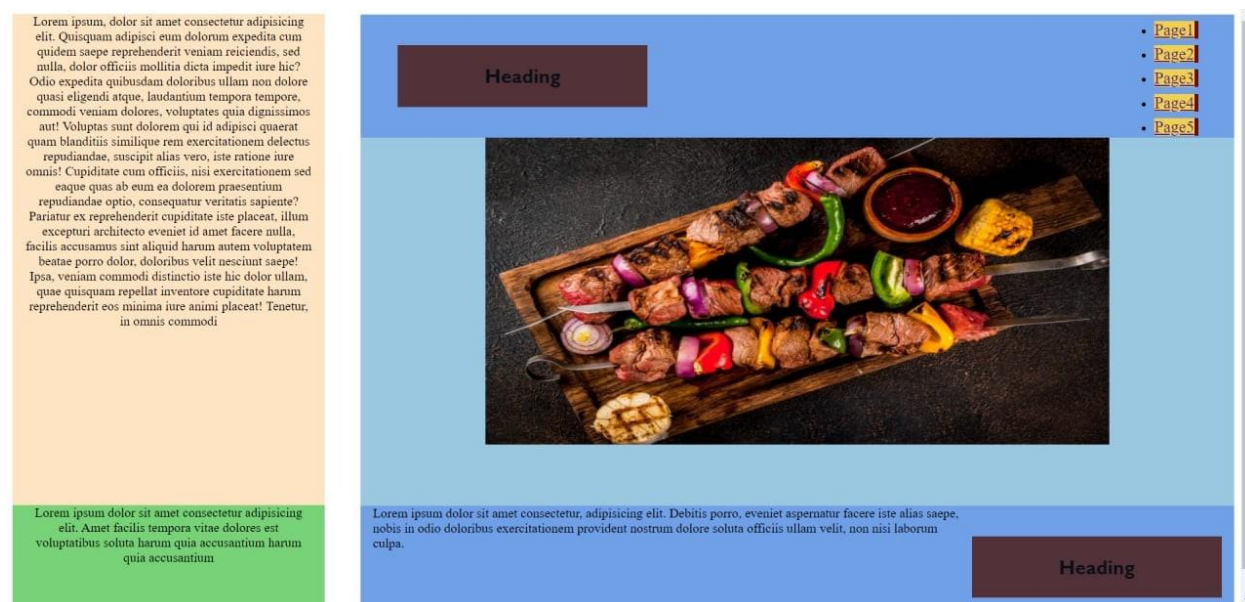 Lorem ipsum, dolor sit amet consectetur adipisicing
elit. Quisquam adipisci eum dolorum expedita cum
quidem saepe reprehenderit veniam reiciendis, sed
nulla, dolor officiis mollitia dicta impedit iure hic?
Odio expedita quibusdam doloribus ullam non dolore
quasi eligendi atque, laudantium tempora tempore,
commodi veniam dolores, voluptates quia dignissimos
aut! Voluptas sunt dolorem qui id adipisci quaerat
quam blanditiis similique rem exercitationem delectus
repudiandae, suscipit alias vero, iste ratione iure
omnis! Cupiditate cum officiis, nisi exercitationem sed
eaque quas ab eum ea dolorem praesentium
repudiandae optio, consequatur veritatis sapiente?
Pariatur ex reprehenderit cupiditate iste placeat, illum
excepturi architecto eveniet id amet facere nulla,
facilis accusamus sint aliquid harum autem voluptatem
beatae porro dolor, doloribus velit nesciunt saepe!
Ipsa, veniam commodi distinctio iste hic dolor ullam,
quae quisquam repellat inventore cupiditate harum
reprehenderit eos minima iure animi placeat! Tenetur,
in omnis commodi
Lorem ipsum dolor sit amet consectetur adipisicing
elit. Amet facilis tempora vitae dolores est
voluptatibus soluta harum quia accusantium harum
quia accusantium
Heading
Page1
Page2
Page3
Page4
Page5
Lorem ipsum dolor sit amet consectetur, adipisicing elit. Debitis porro, eveniet aspernatur facere iste alias saepe,
nobis in odio doloribus exercitationem provident nostrum dolore soluta officiis ullam velit, non nisi laborum
culpa.
Heading